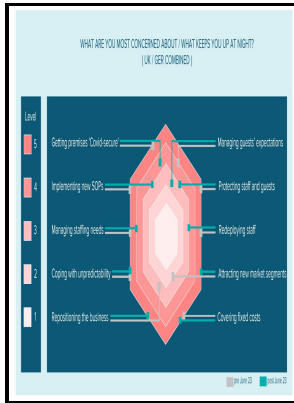 WHAT ARE YOU MOST CONCERNED ABOUT / WHAT KEEPS YOU UP AT NIGHT?
[ UK / GER COMBINED ]
Level
5
4
3
2
1
Getting premises 'Covid-secure'
Implementing new SOPs
Managing staffing needs
Coping with unpredictability
Repositioning the business
Managing guests' expectations
Protecting staff and guests
Redeploying staff
Attracting new market segments
Covering fixed costs
pre June 23
post June 23